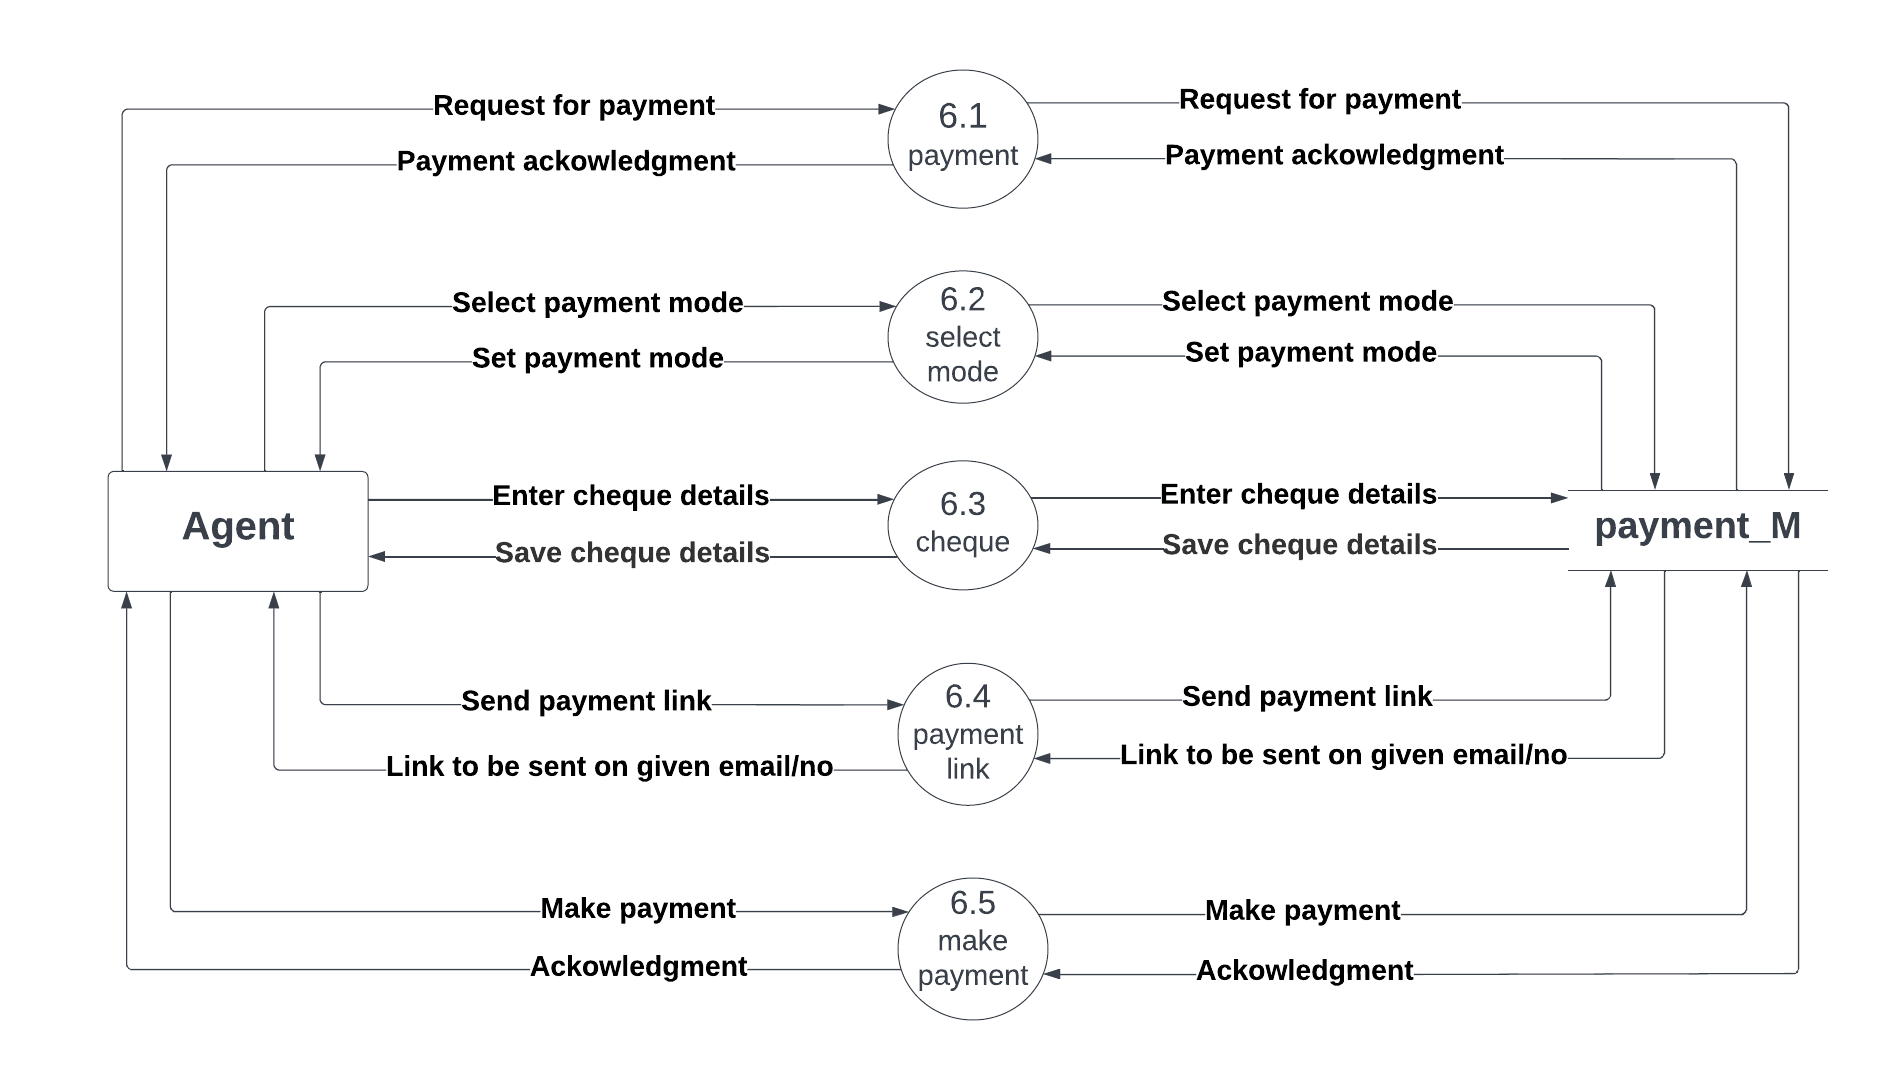 Request for payment
6.1
payment
Request for payment
Payment ackowledgment
Payment ackowledgment
Select payment mode
6.2
select
mode
Select payment mode
Set payment mode
Set payment mode
Agent
Enter cheque details
6.3
cheque
Enter cheque details
payment_M
Save cheque details
Save cheque details
Send payment link
6.4
payment
link
Send payment link
Link to be sent on given email/no
Link to be sent on given email/no
Make payment
6.5
make
payment
Make payment
Ackowledgment
Ackowledgment